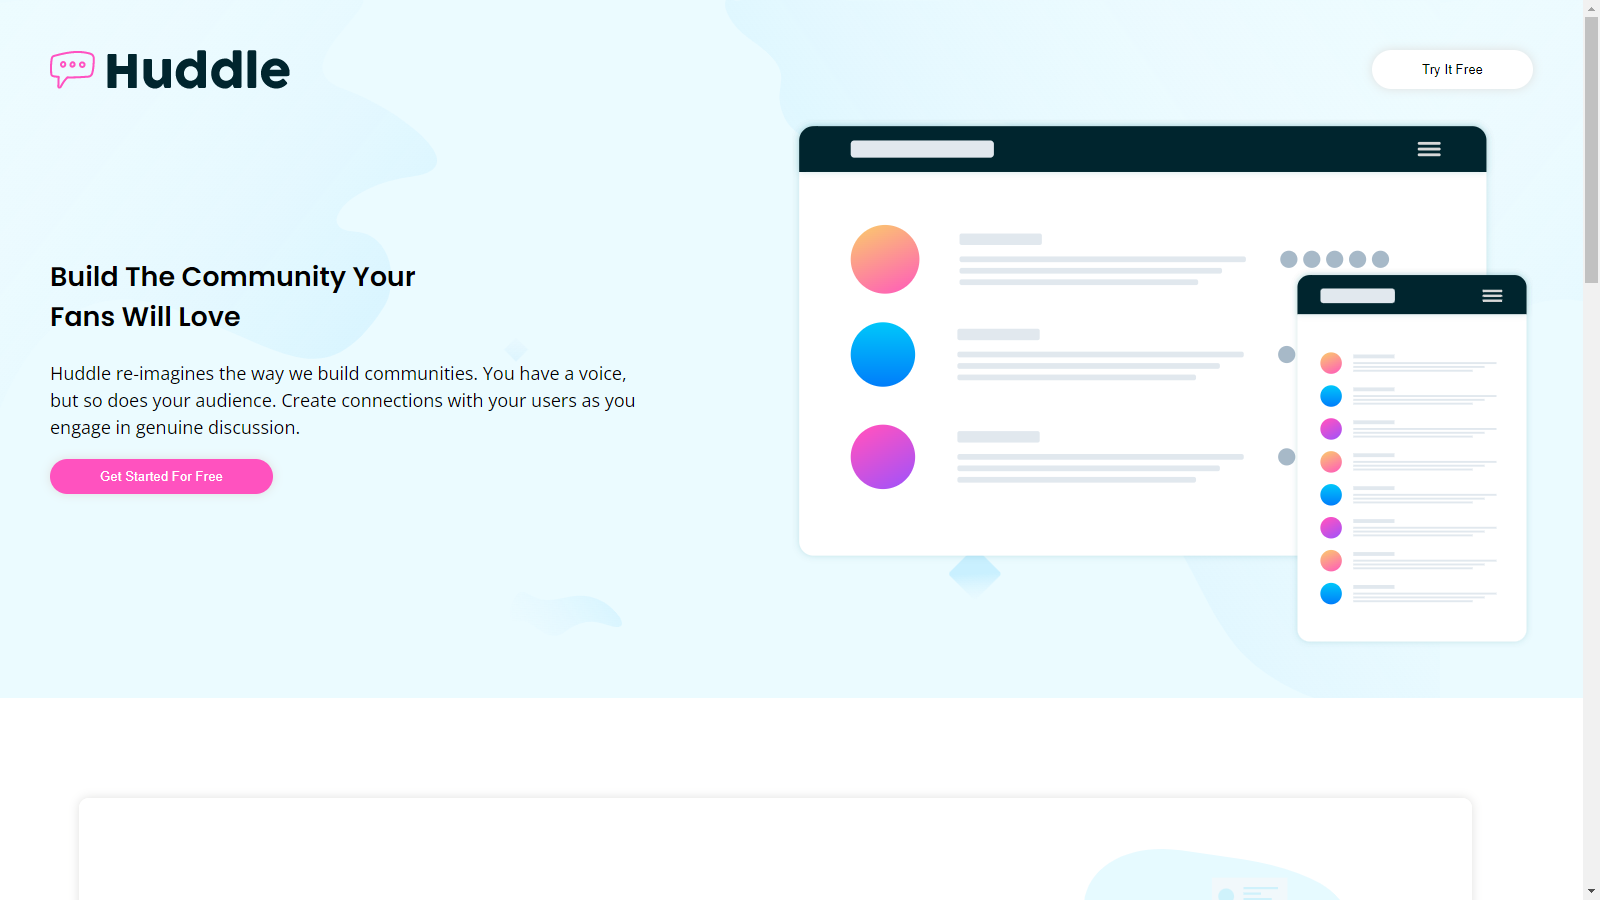 Huddle
Try It Free
Build The Community Your
Fans Will Love
Huddle re-imagines the way we build communities. You have a voice,
but so does your audience. Create connections with your users as you
engage in genuine discussion.
Get Started For Free